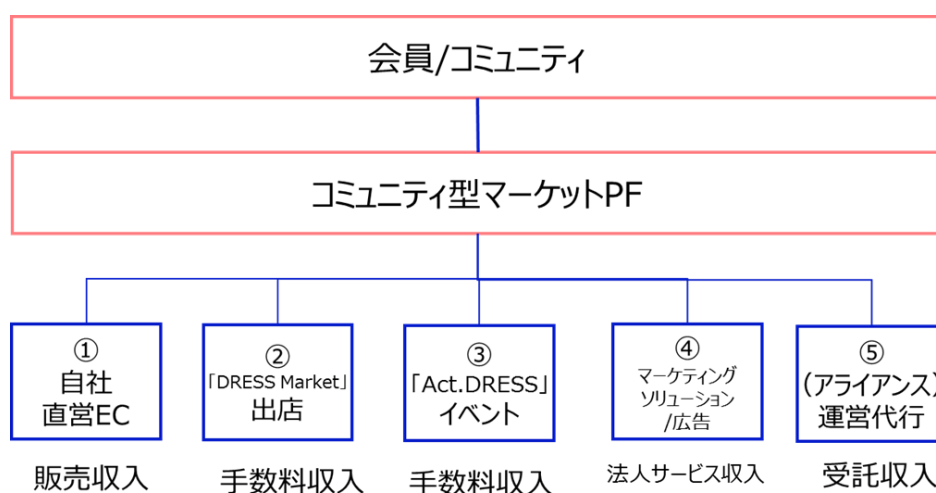 会員/コミュニティ
コミュニティ型マーケットPF
①
自社
直営EC
販売収入
②
「DRESS Market」
出店
手数料収入
③
「Act.DRESS」
イベント
手数料収入
④
マーケティング
ソリューション
/広告
法人サービス収入
⑤
(アライアンス)
運営代行
受託収入